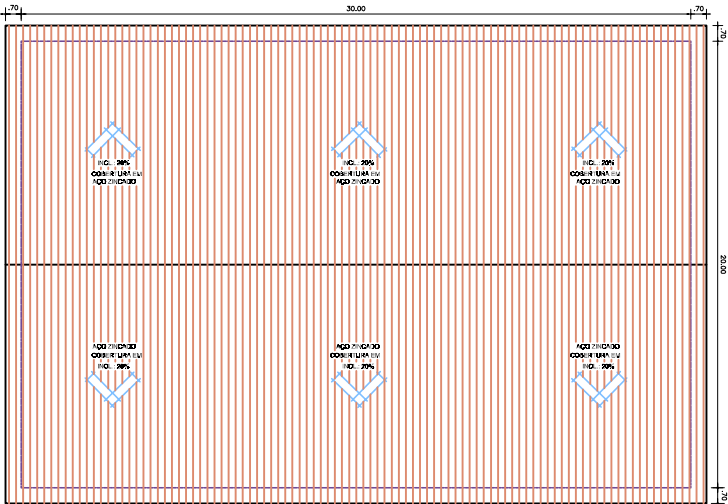 .70 30.00 .70
.70
INCL.: 20% INCL.: 20% INCL.: 20%
COBERTURA EM COBERTURA EM COBERTURA EM
AÇO ZINCADO AÇO ZINCADO AÇO ZINCADO
20.00
AÇO ZINCADO AÇO ZINCADO AÇO ZINCADO
COBERTURA EM COBERTURA EM COBERTURA EM
INCL.: 20% INCL.: 20% INCL.: 20%
.70